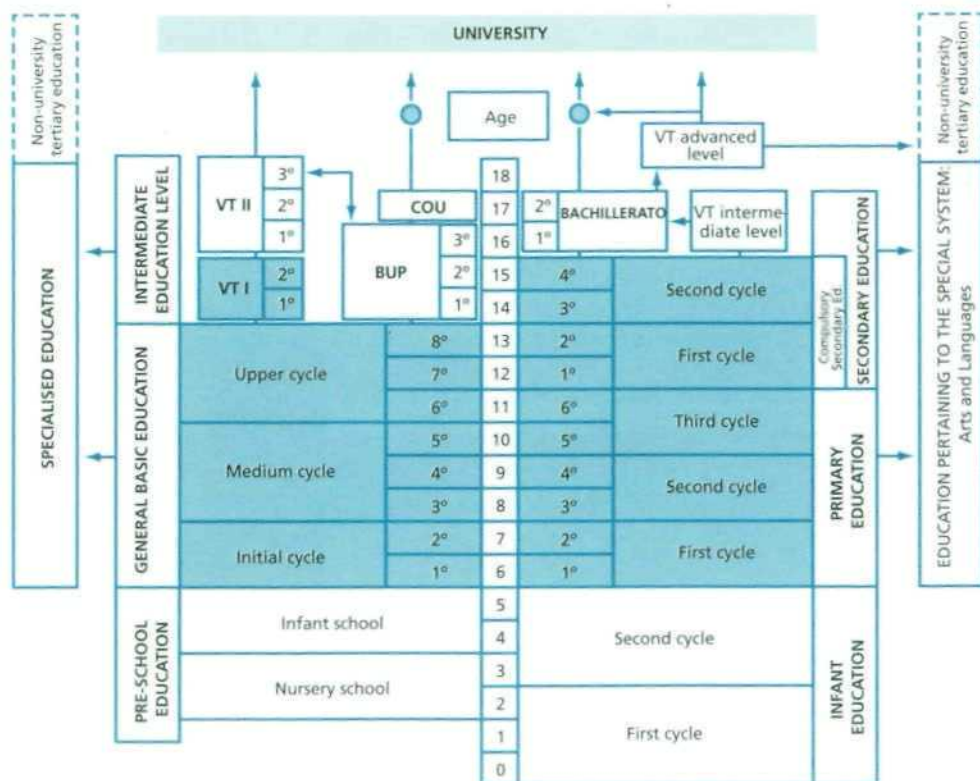 UNIVERSITY
Non-university
tertiary education
SPECIALISED EDUCATION
INTERMEDIATE
EDUCATION LEVEL
GENERAL BASIC EDUCATION
PRE-SCHOOL
EDUCATION
VT II
3º
2º
1º
VT I
2º
1º
COU
BUP
3º
2º
1º
Upper cycle
8º
7º
6º
Medium cycle
5º
4º
3º
Initial cycle
2º
1º
Infant school
Nursery school
Age
18
17
16
15
14
13
12
11
10
9
8
7
6
5
4
3
2
1
0
VT advanced
level
2º
1º
BACHILLERATO
VT interme-
diate level
4º
3º
Second cycle
2º
1º
First cycle
6º
5º
Third cycle
4º
3º
Second cycle
2º
1º
First cycle
Second cycle
First cycle
Compulsory
Secondary Ed.
SECONDARY EDUCATION
PRIMARY
EDUCATION
INFANT
EDUCATION
Non-university
tertiary education
EDUCATION PERTAINING TO THE SPECIAL SYSTEM:
Arts and Languages